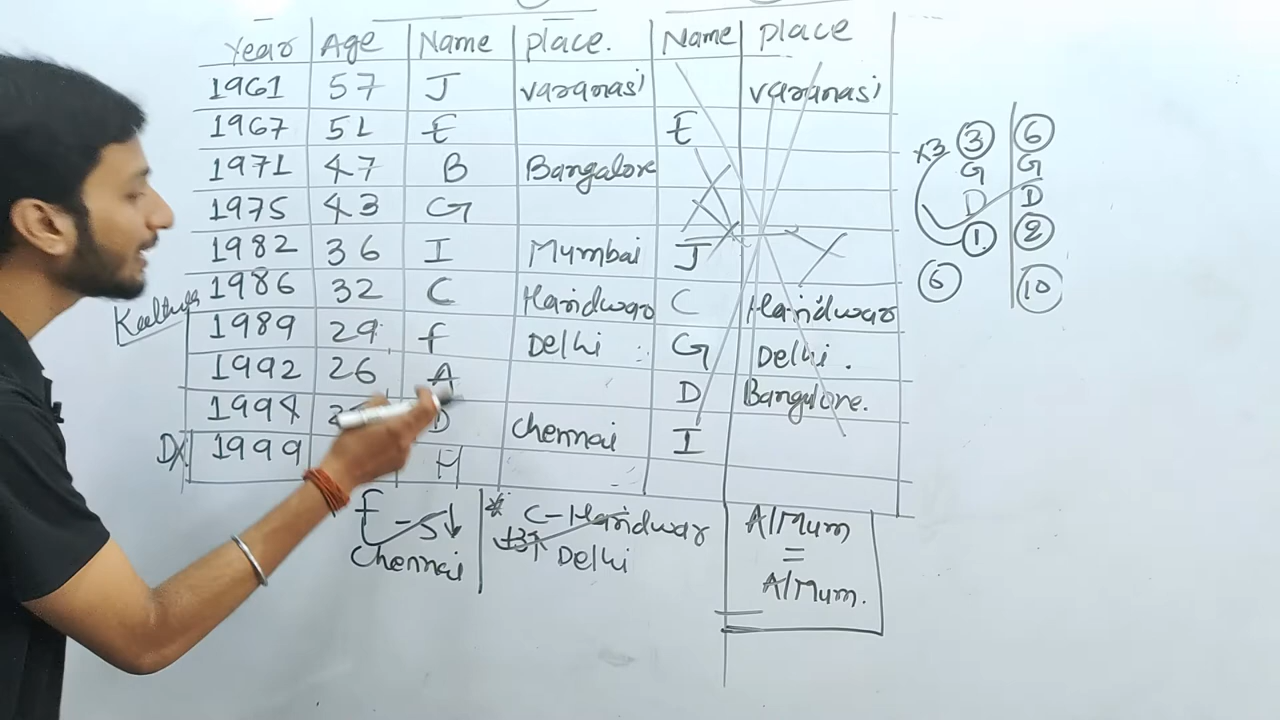 Year Age Name place. Name place
1961 57 J varanasi varanasi
1967 51 E E
1971 47 B Bangalore
1975 43 G
1982 36 I Mumbai J
1986 32 C Haridwar C Haridwar
1989 29 F Delhi G Delhi.
1992 26 A D Bangalore.
1994 D Chennai I
D 1999 H
x3 3 6
G G
D D
1 2
6 10
E -5↓
Chennai
* C-Haridwar
+3↑ Delhi
A/Mum
=
A/Mum.